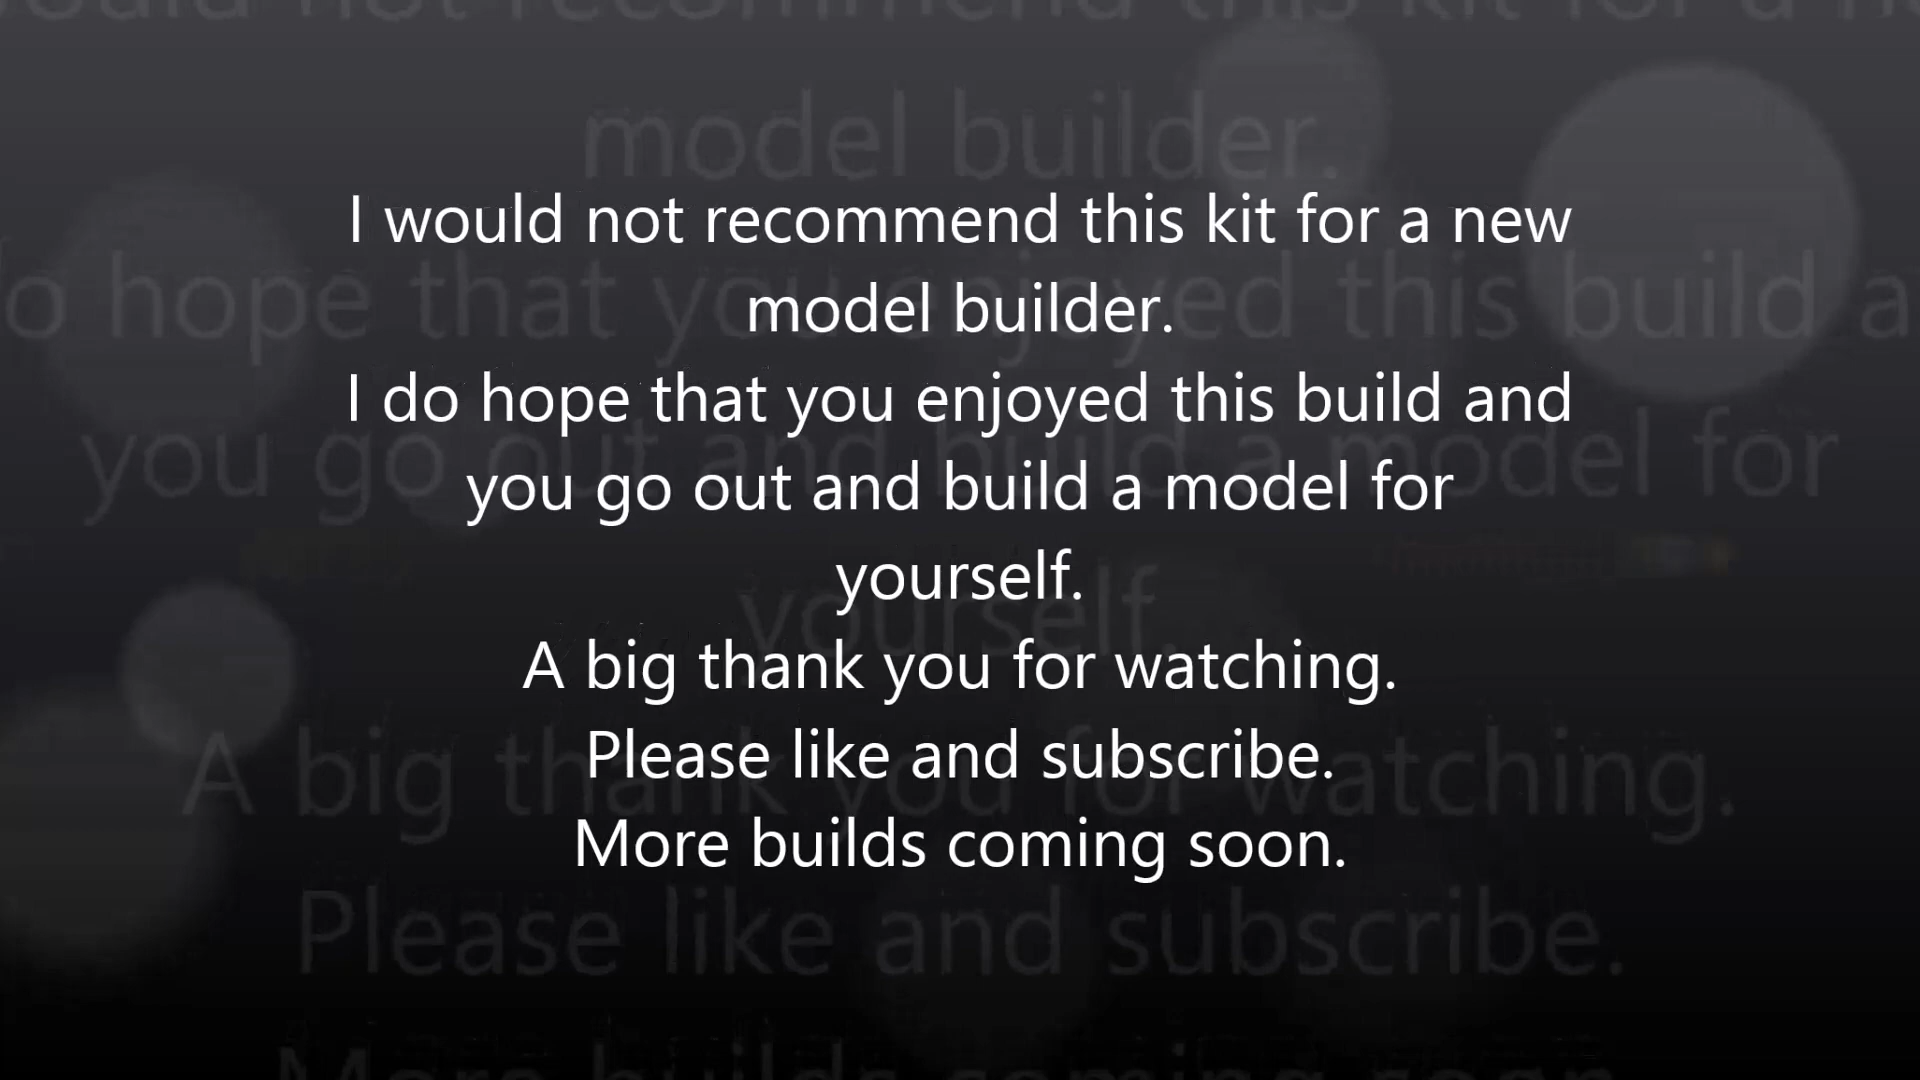 I would not recommend this kit for a new
model builder.
I do hope that you enjoyed this build and
you go out and build a model for
yourself.
A big thank you for watching.
Please like and subscribe.
More builds coming soon.